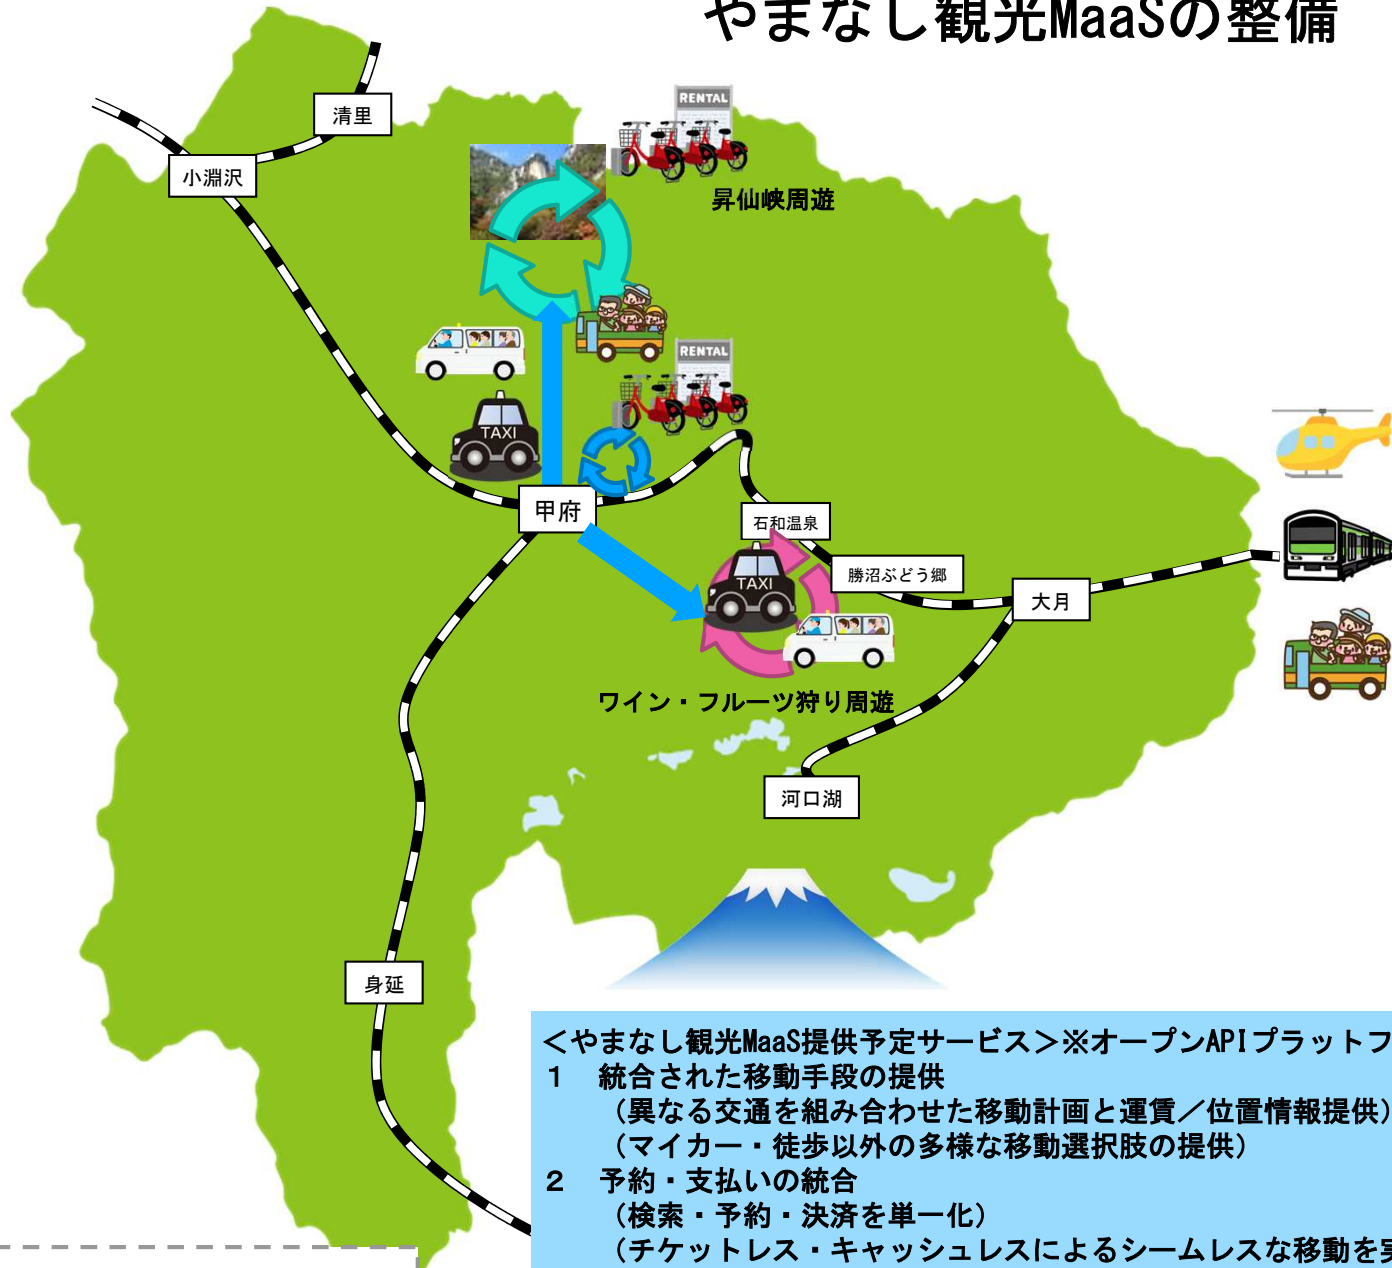 やまなし観光MaaSの整備
清里
小淵沢
RENTAL
昇仙峡周遊
RENTAL
TAXI
甲府
石和温泉
TAXI
勝沼ぶどう郷
大月
ワイン・フルーツ狩り周遊
河口湖
身延
＜やまなし観光MaaS提供予定サービス＞※オープンAPIプラットフ
１　統合された移動手段の提供
（異なる交通を組み合わせた移動計画と運賃／位置情報提供）
（マイカー・徒歩以外の多様な移動選択肢の提供）
２　予約・支払いの統合
（検索・予約・決済を単一化）
（チケットレス・キャッシュレスによるシームレスな移動を実